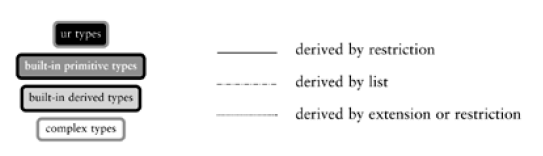 ur types
built-in primitive types
built-in derived types
complex types
derived by restriction
derived by list
derived by extension or restriction